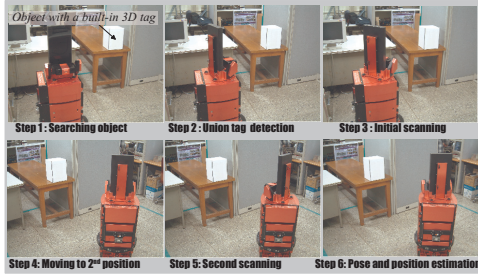 Object with a built-in 3D tag
Step 1 : Searching object
Step 2 : Union tag detection
Step 3 : Initial scanning
Step 4: Moving to 2nd position
Step 5: Second scanning
Step 6: Pose and position estimation